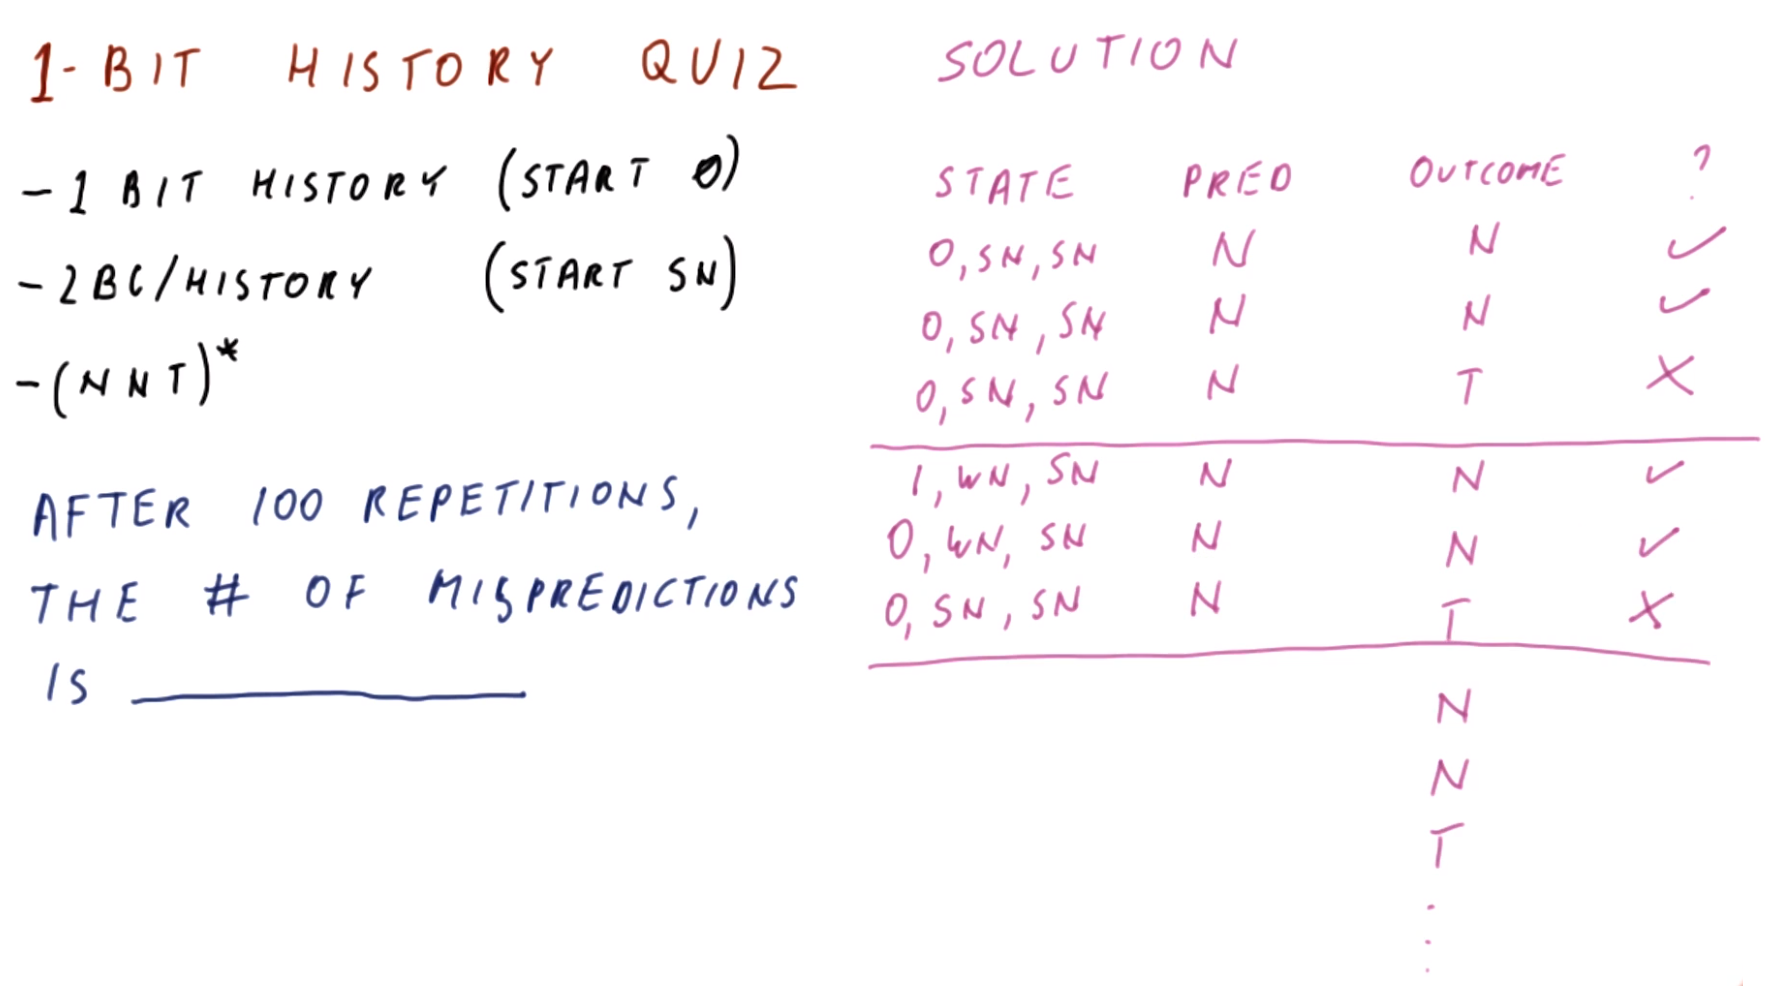 1-BIT HISTORY QUIZ
- 1 BIT HISTORY (START 0)
- 2BC/HISTORY (START SN)
- (NNT)*
AFTER 100 REPETITIONS,
THE # OF MISPREDICTIONS
IS
SOLUTION
STATE PRED OUTCOME ?
0, SN, SN N N ✓
0, SN, SN N N ✓
0, SN, SN N T ✗
1, WN, SN N N ✓
0, WN, SN N N ✓
0, SN, SN N T ✗
N
N
T
.
.
.